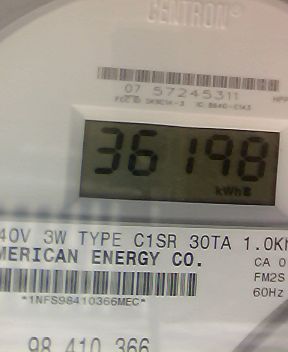 CENTRON®
07 57245311
36198
kWh
40V 3W TYPE C1SR 30TA 1.0Kh
MERICAN ENERGY CO.
CA 0
FM2S
60Hz
*1NFS98410366MEC*
98 410 366